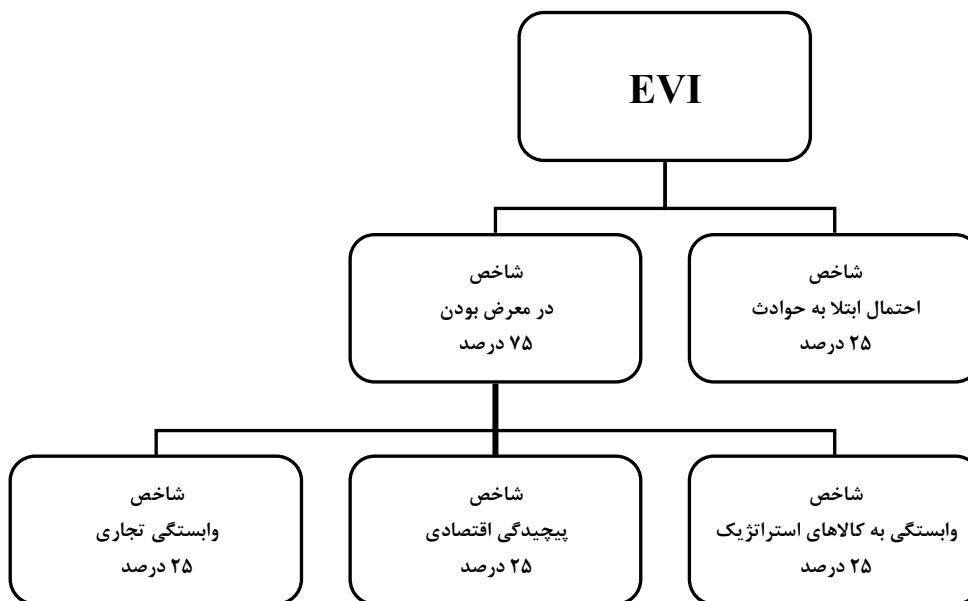 EVI
شاخص
احتمال ابتلا به حوادث
۲۵ درصد
شاخص
در معرض بودن
۷۵ درصد
شاخص
وابستگی به کالاهای استراتژیک
۲۵ درصد
شاخص
پیچیدگی اقتصادی
۲۵ درصد
شاخص
وابستگی تجاری
۲۵ درصد